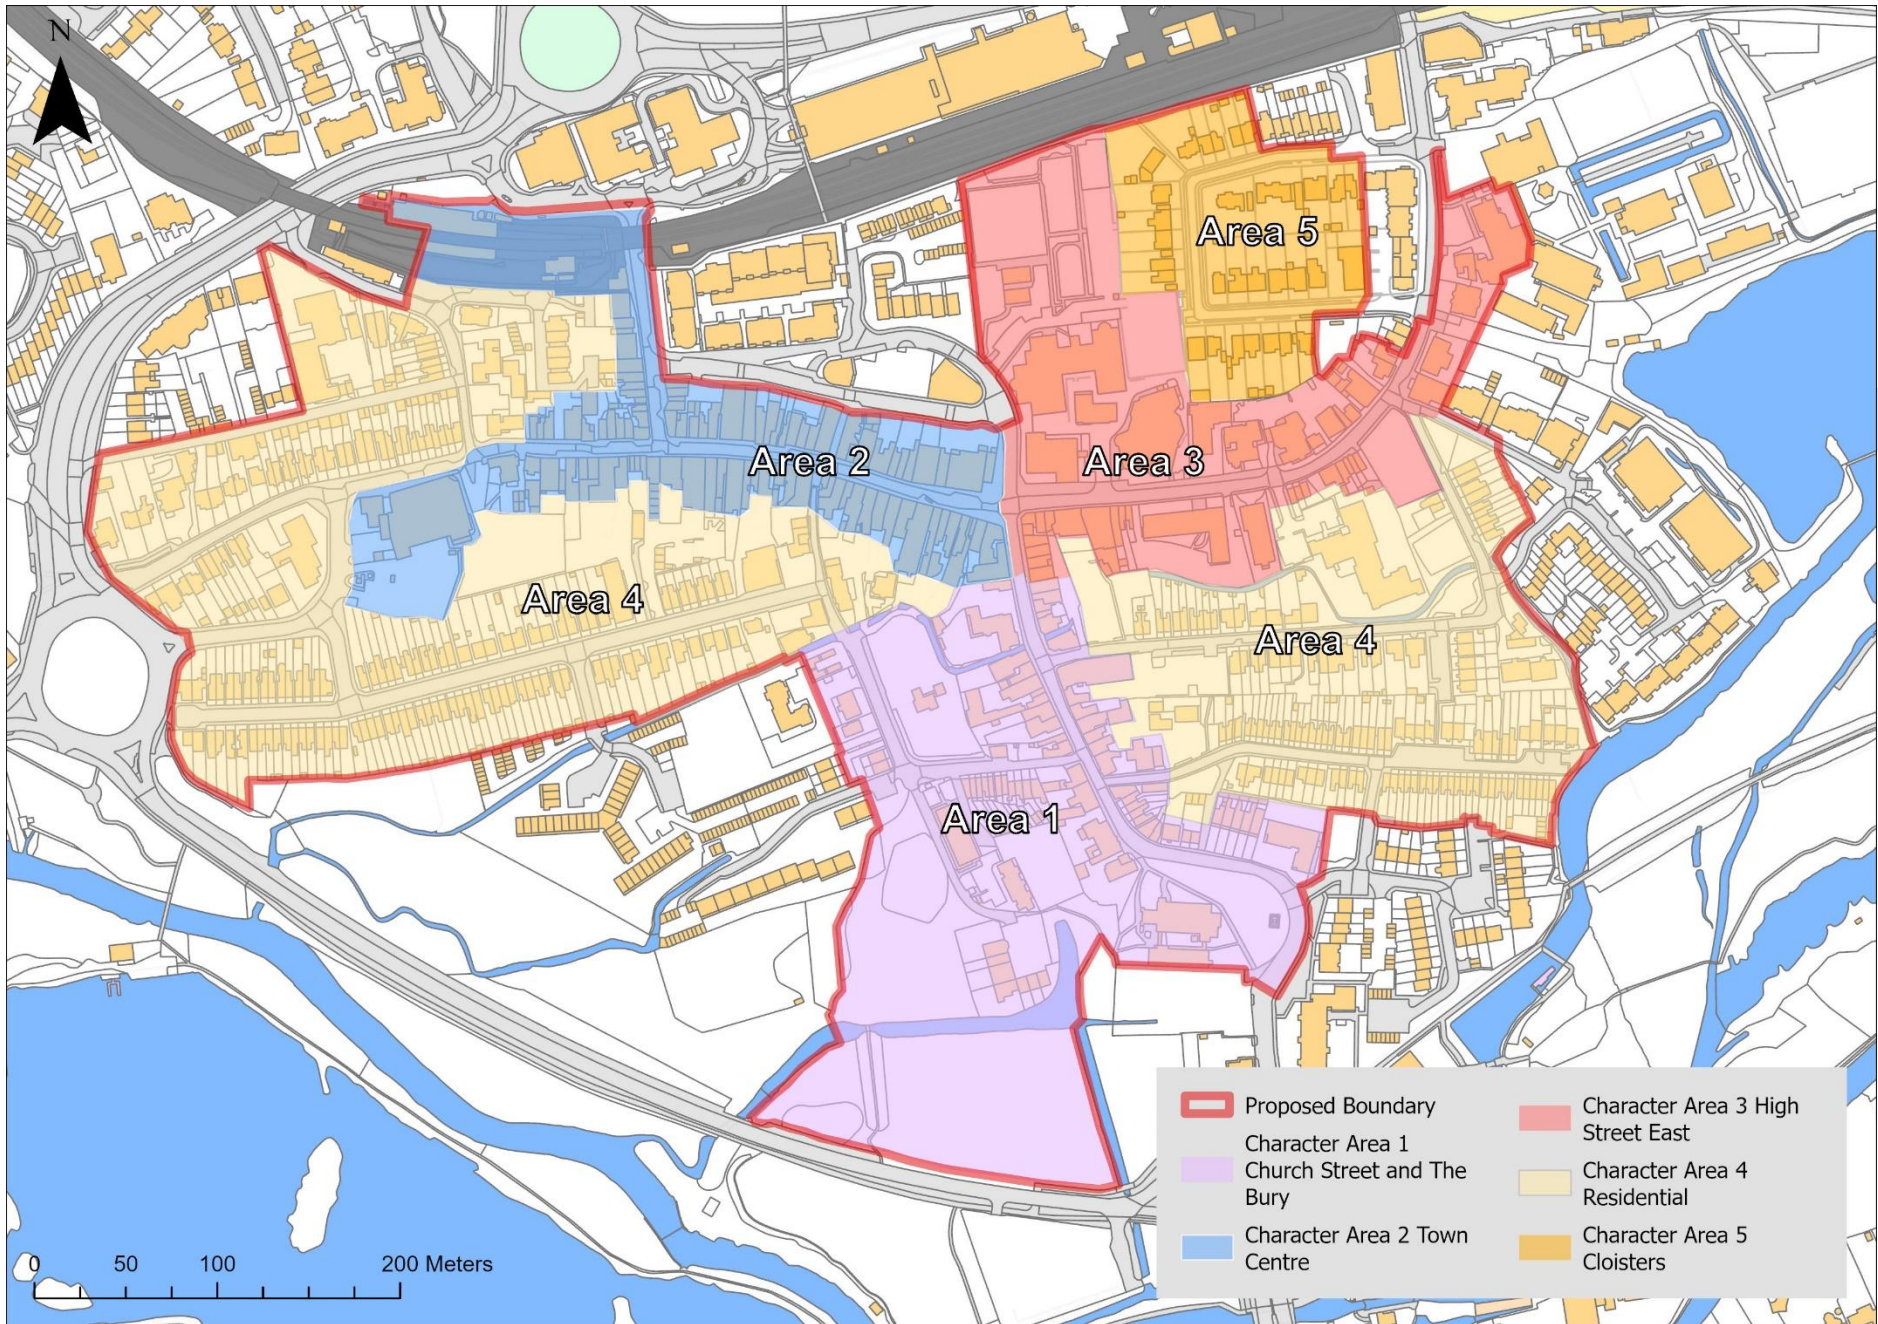 N
Area 5
Area 2
Area 3
Area 4
Area 4
Area 1
Proposed Boundary
Character Area 1
Church Street and The
Bury
Character Area 2 Town
Centre
Character Area 3 High
Street East
Character Area 4
Residential
Character Area 5
Cloisters
0 50 100 200 Meters